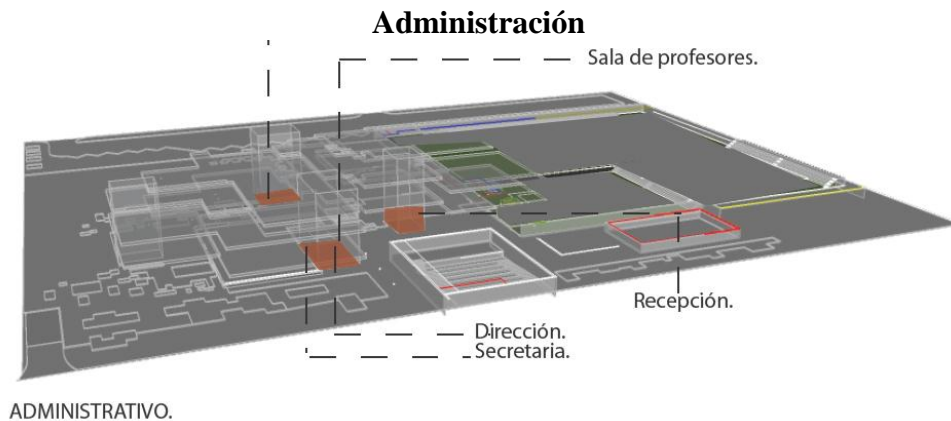 Administración
Sala de profesores.
Recepción.
Dirección.
Secretaria.
ADMINISTRATIVO.